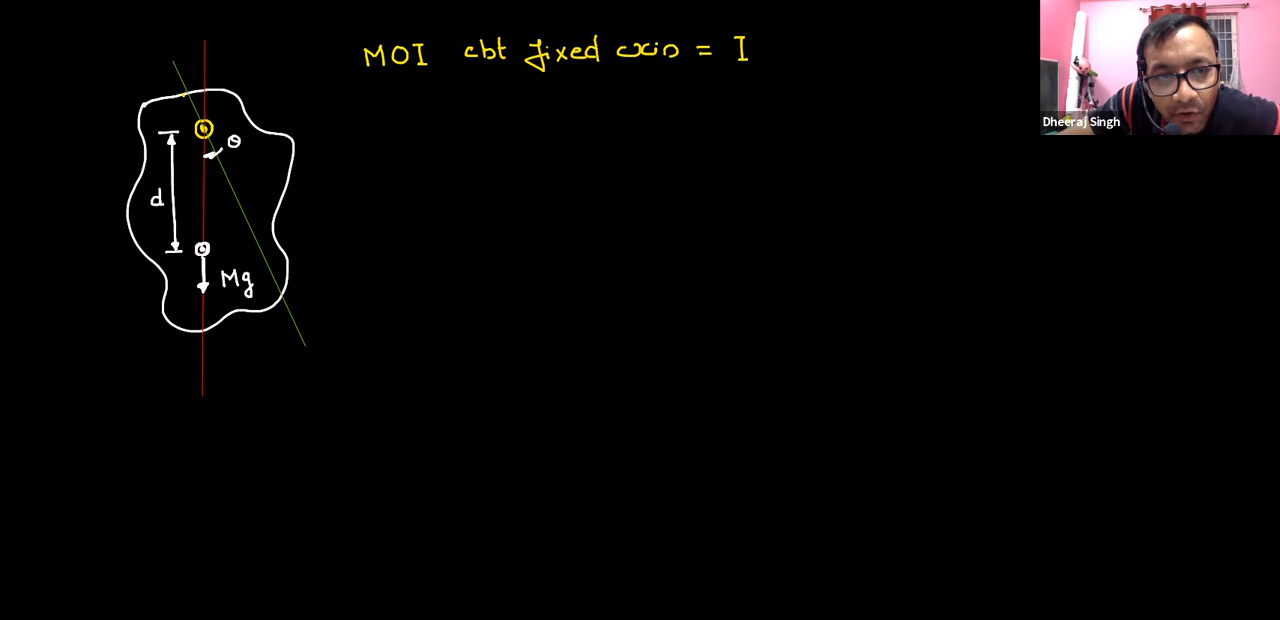 MOI abt fixed axis = I
θ
d
Mg
Dheeraj Singh